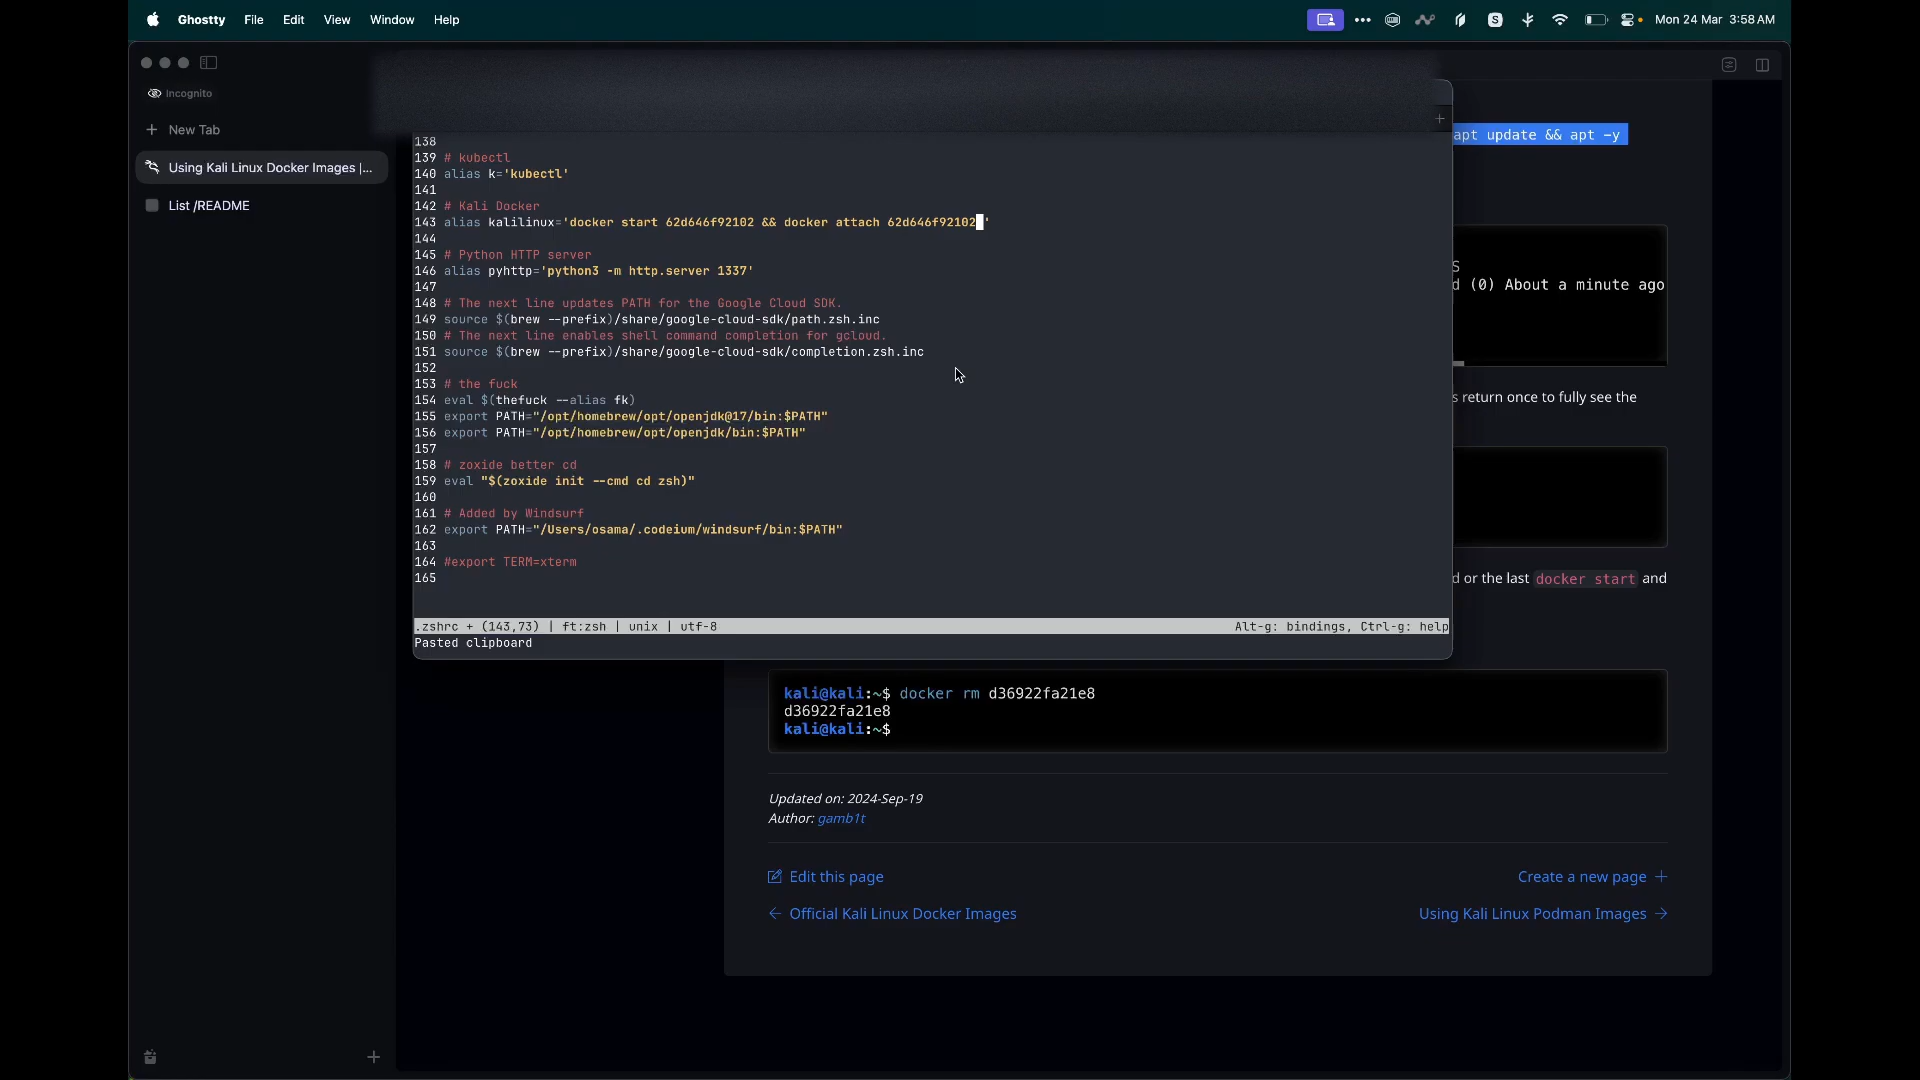 Ghostty File Edit View Window Help
Mon 24 Mar 3:58 AM
Incognito
New Tab
Using Kali Linux Docker Images |...
List /README
138
139 # kubectl
140 alias k='kubectl'
141
142 # Kali Docker
143 alias kalilinux='docker start 62d646f92102 && docker attach 62d646f92102 '
144
145 # Python HTTP server
146 alias pyhttp='python3 -m http.server 1337'
147
148 # The next line updates PATH for the Google Cloud SDK.
149 source $(brew --prefix)/share/google-cloud-sdk/path.zsh.inc
150 # The next line enables shell command completion for gcloud.
151 source $(brew --prefix)/share/google-cloud-sdk/completion.zsh.inc
152
153 # the fuck
154 eval $(thefuck --alias fk)
155 export PATH="/opt/homebrew/opt/openjdk@17/bin:$PATH"
156 export PATH="/opt/homebrew/opt/openjdk/bin:$PATH"
157
158 # zoxide better cd
159 eval "$(zoxide init --cmd cd zsh)"
160
161 # Added by Windsurf
162 export PATH="/Users/osama/.codeium/windsurf/bin:$PATH"
163
164 #export TERM=xterm
165
.zshrc + (143,73) | ft:zsh | unix | utf-8
Alt-g: bindings, Ctrl-g: help
Pasted clipboard
apt update && apt -y
S
d (0) About a minute ago
s return once to fully see the
d or the last docker start and
kali@kali:~$ docker rm d36922fa21e8
d36922fa21e8
kali@kali:~$
Updated on: 2024-Sep-19
Author: gamb1t
Edit this page
Create a new page
Official Kali Linux Docker Images
Using Kali Linux Podman Images